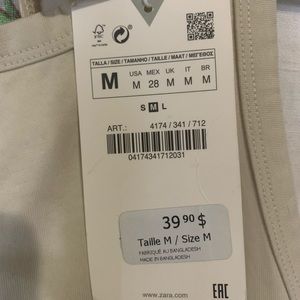 FSC
TALLA / SIZE / TAMANHO / TAILLE / MAAT / ΜΕΓΕΘΟΣ
M
USA MEX UK IT BR
M 28 M M M
S M L
ART.: 4174 / 341 / 712
04174341712031
39 90 $
Taille M / Size M
FABRIQUÉ AU BANGLADESH
MADE IN BANGLADESH
www.zara.com
EAC